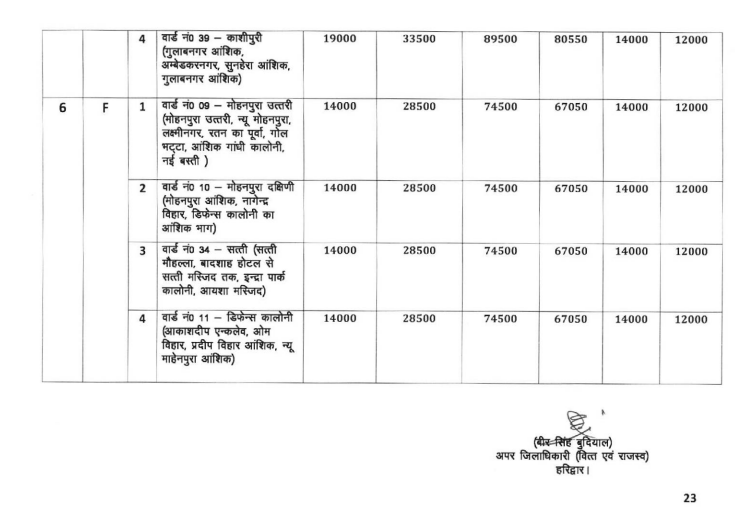 4 वार्ड नं0 39 – काशीपुरी 19000 33500 89500 80550 14000 12000
(गुलाबनगर आंशिक,
अम्बेडकरनगर, सुनहेरा आंशिक,
गुलाबनगर आंशिक)
6 F 1 वार्ड नं0 09 – मोहनपुरा उत्तरी 14000 28500 74500 67050 14000 12000
(मोहनपुरा उत्तरी, न्यू मोहनपुरा,
लक्ष्मीनगर, रतन का पूर्वा, गोल
भट्टा, आंशिक गांधी कालोनी,
नई बस्ती )
2 वार्ड नं0 10 – मोहनपुरा दक्षिणी 14000 28500 74500 67050 14000 12000
(मोहनपुरा आंशिक, नागेन्द्र
विहार, डिफेन्स कालोनी का
आंशिक भाग)
3 वार्ड नं0 34 – सत्ती (सत्ती 14000 28500 74500 67050 14000 12000
मौहल्ला, बादशाह होटल से
सत्ती मस्जिद तक, इन्द्रा पार्क
कालोनी, आयशा मस्जिद)
4 वार्ड नं0 11 – डिफेन्स कालोनी 14000 28500 74500 67050 14000 12000
(आकाशदीप एन्कलेव, ओम
विहार, प्रदीप विहार आंशिक, न्यू
माहेनपुरा आंशिक)
(बीर सिंह बुदियाल)
अपर जिलाधिकारी (वित्त एवं राजस्व)
हरिद्वार।
23